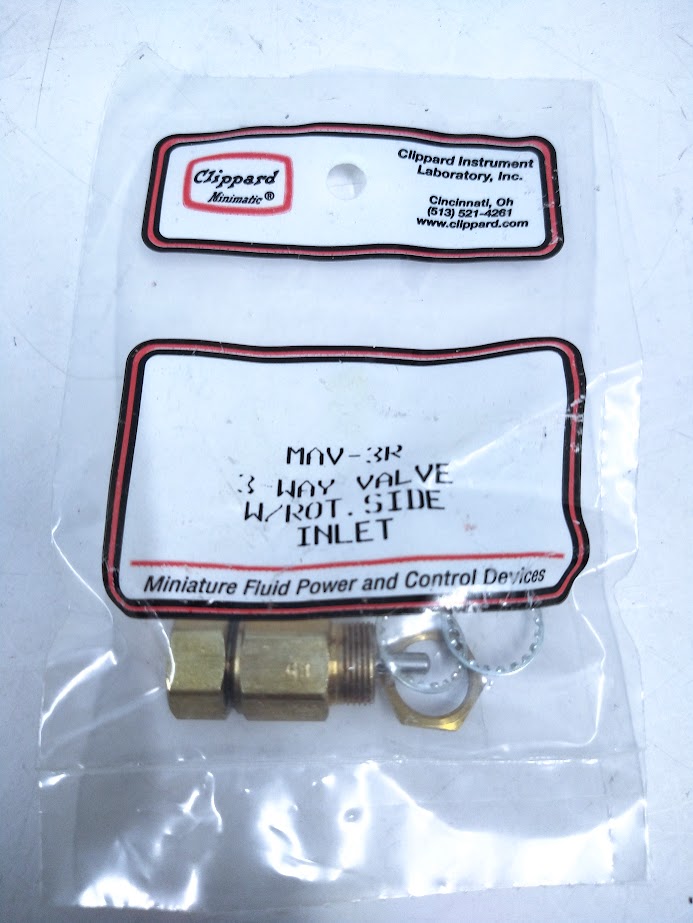 Clippard
Minimatic®
Clippard Instrument
Laboratory, Inc.
Cincinnati, Oh
(513) 521-4261
www.clippard.com
MAV-3R
3-WAY VALVE
W/ROT.SIDE
INLET
Miniature Fluid Power and Control Devices